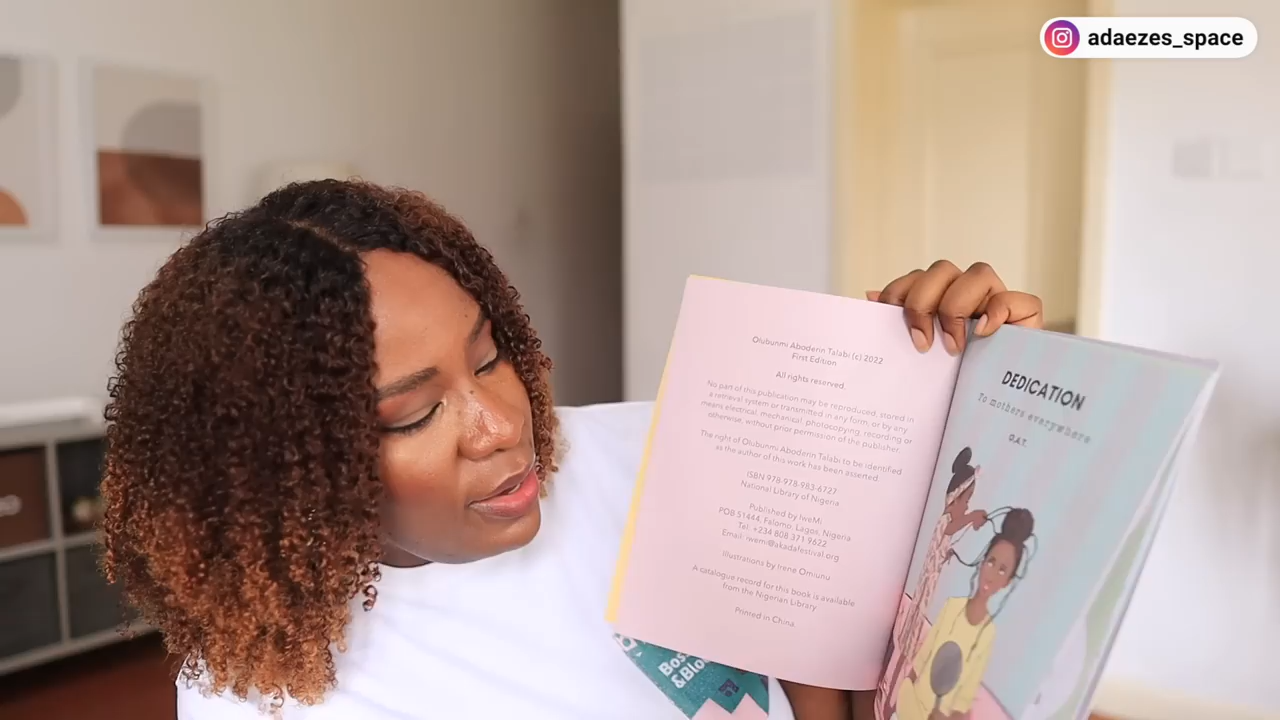 adaezes_space
Olubunmi Aboderin Talabi (c) 2022
First Edition
All rights reserved.
No part of this publication may be reproduced, stored in
a retrieval system or transmitted in any form, or by any
means electrical, mechanical, photocopying, recording or
otherwise, without prior permission of the publisher.
The right of Olubunmi Aboderin Talabi to be identified
as the author of this work has been asserted.
ISBN 978-978-983-6727
National Library of Nigeria.
Published by IweMi
POB 51444, Falomo, Lagos, Nigeria.
Tel: +234 808 371 9622
Email: iwemi@akadafestival.org
Illustrations by Irene Omiunu
A catalogue record for this book is available
from the Nigerian Library
Printed in China.
DEDICATION
To mothers everywhere
O.A.T.
&Blo